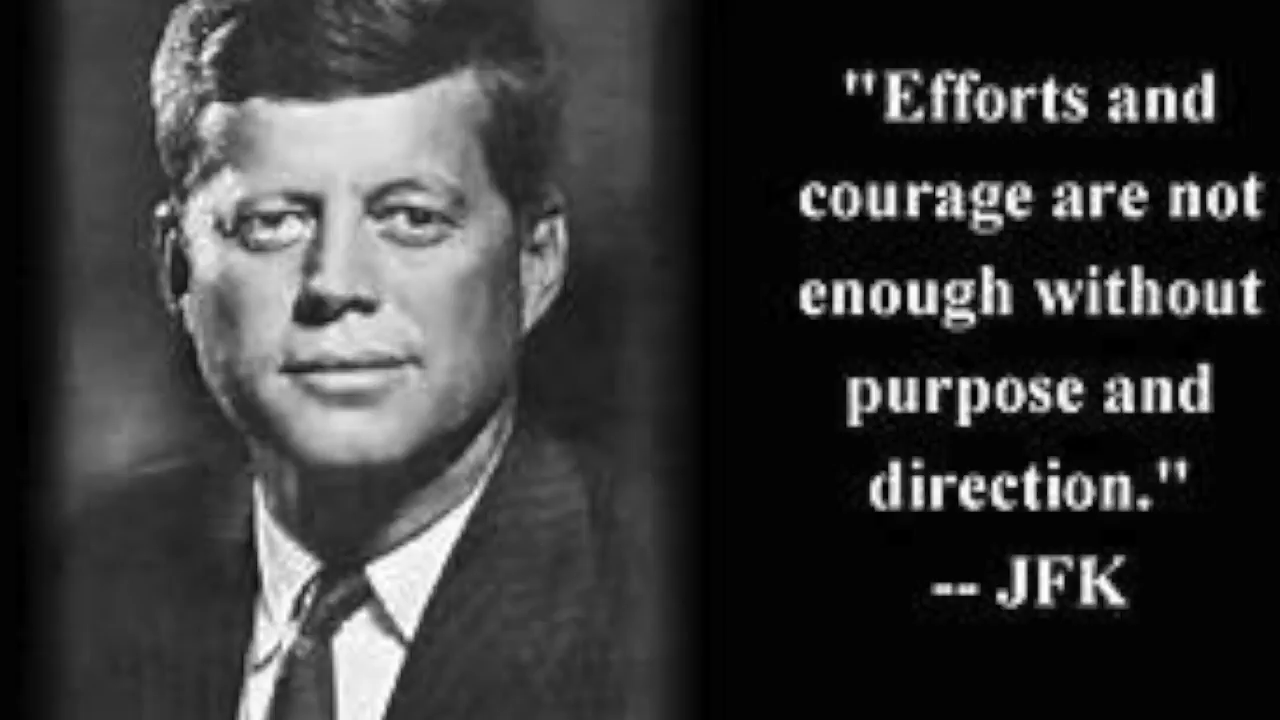 "Efforts and
courage are not
enough without
purpose and
direction."
-- JFK